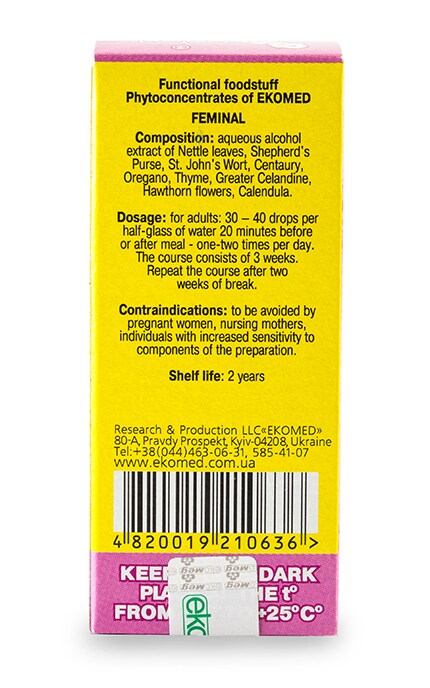 Functional foodstuff
Phytoconcentrates of EKOMED
FEMINAL
Composition: aqueous alcohol
extract of Nettle leaves, Shepherd's
Purse, St. John's Wort, Centaury,
Oregano, Thyme, Greater Celandine,
Hawthorn flowers, Calendula.
Dosage: for adults: 30 – 40 drops per
half-glass of water 20 minutes before
or after meal - one-two times per day.
The course consists of 3 weeks.
Repeat the course after two
weeks of break.
Contraindications: to be avoided by
pregnant women, nursing mothers,
individuals with increased sensitivity to
components of the preparation.
Shelf life: 2 years
Research & Production LLC«EKOMED»
80-A, Pravdy Prospekt, Kyiv-04208, Ukraine
Tel:+38(044)463-06-31, 585-41-07
www.ekomed.com.ua
4 820019 210636 >
DARK
FROM +25°C°
eko